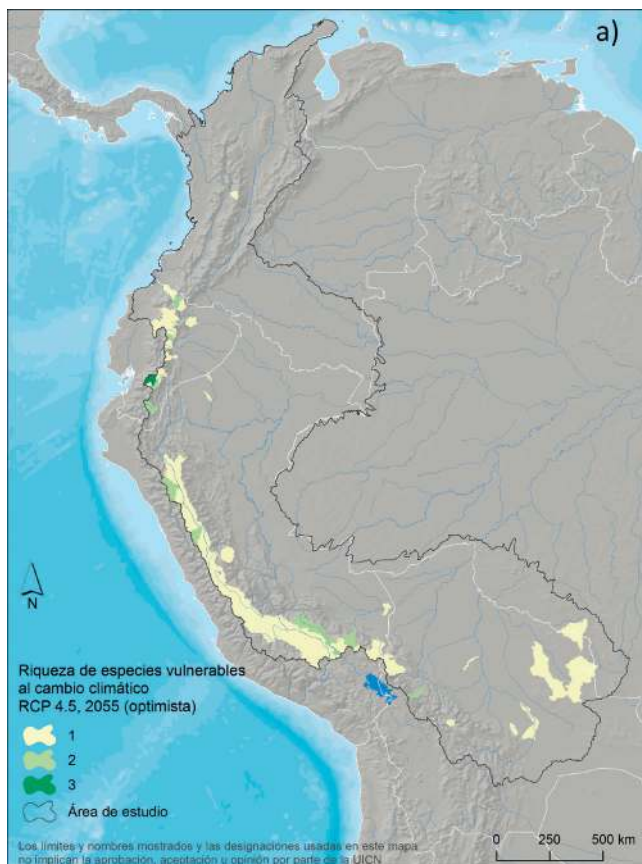 a)
N
Riqueza de especies vulnerables
al cambio climático
RCP 4.5, 2055 (optimista)
1
2
3
Área de estudio
Los límites y nombres mostrados y las designaciones usadas en este mapa
no implican la aprobación, aceptación u opinión por parte de la UICN
0 250 500 km